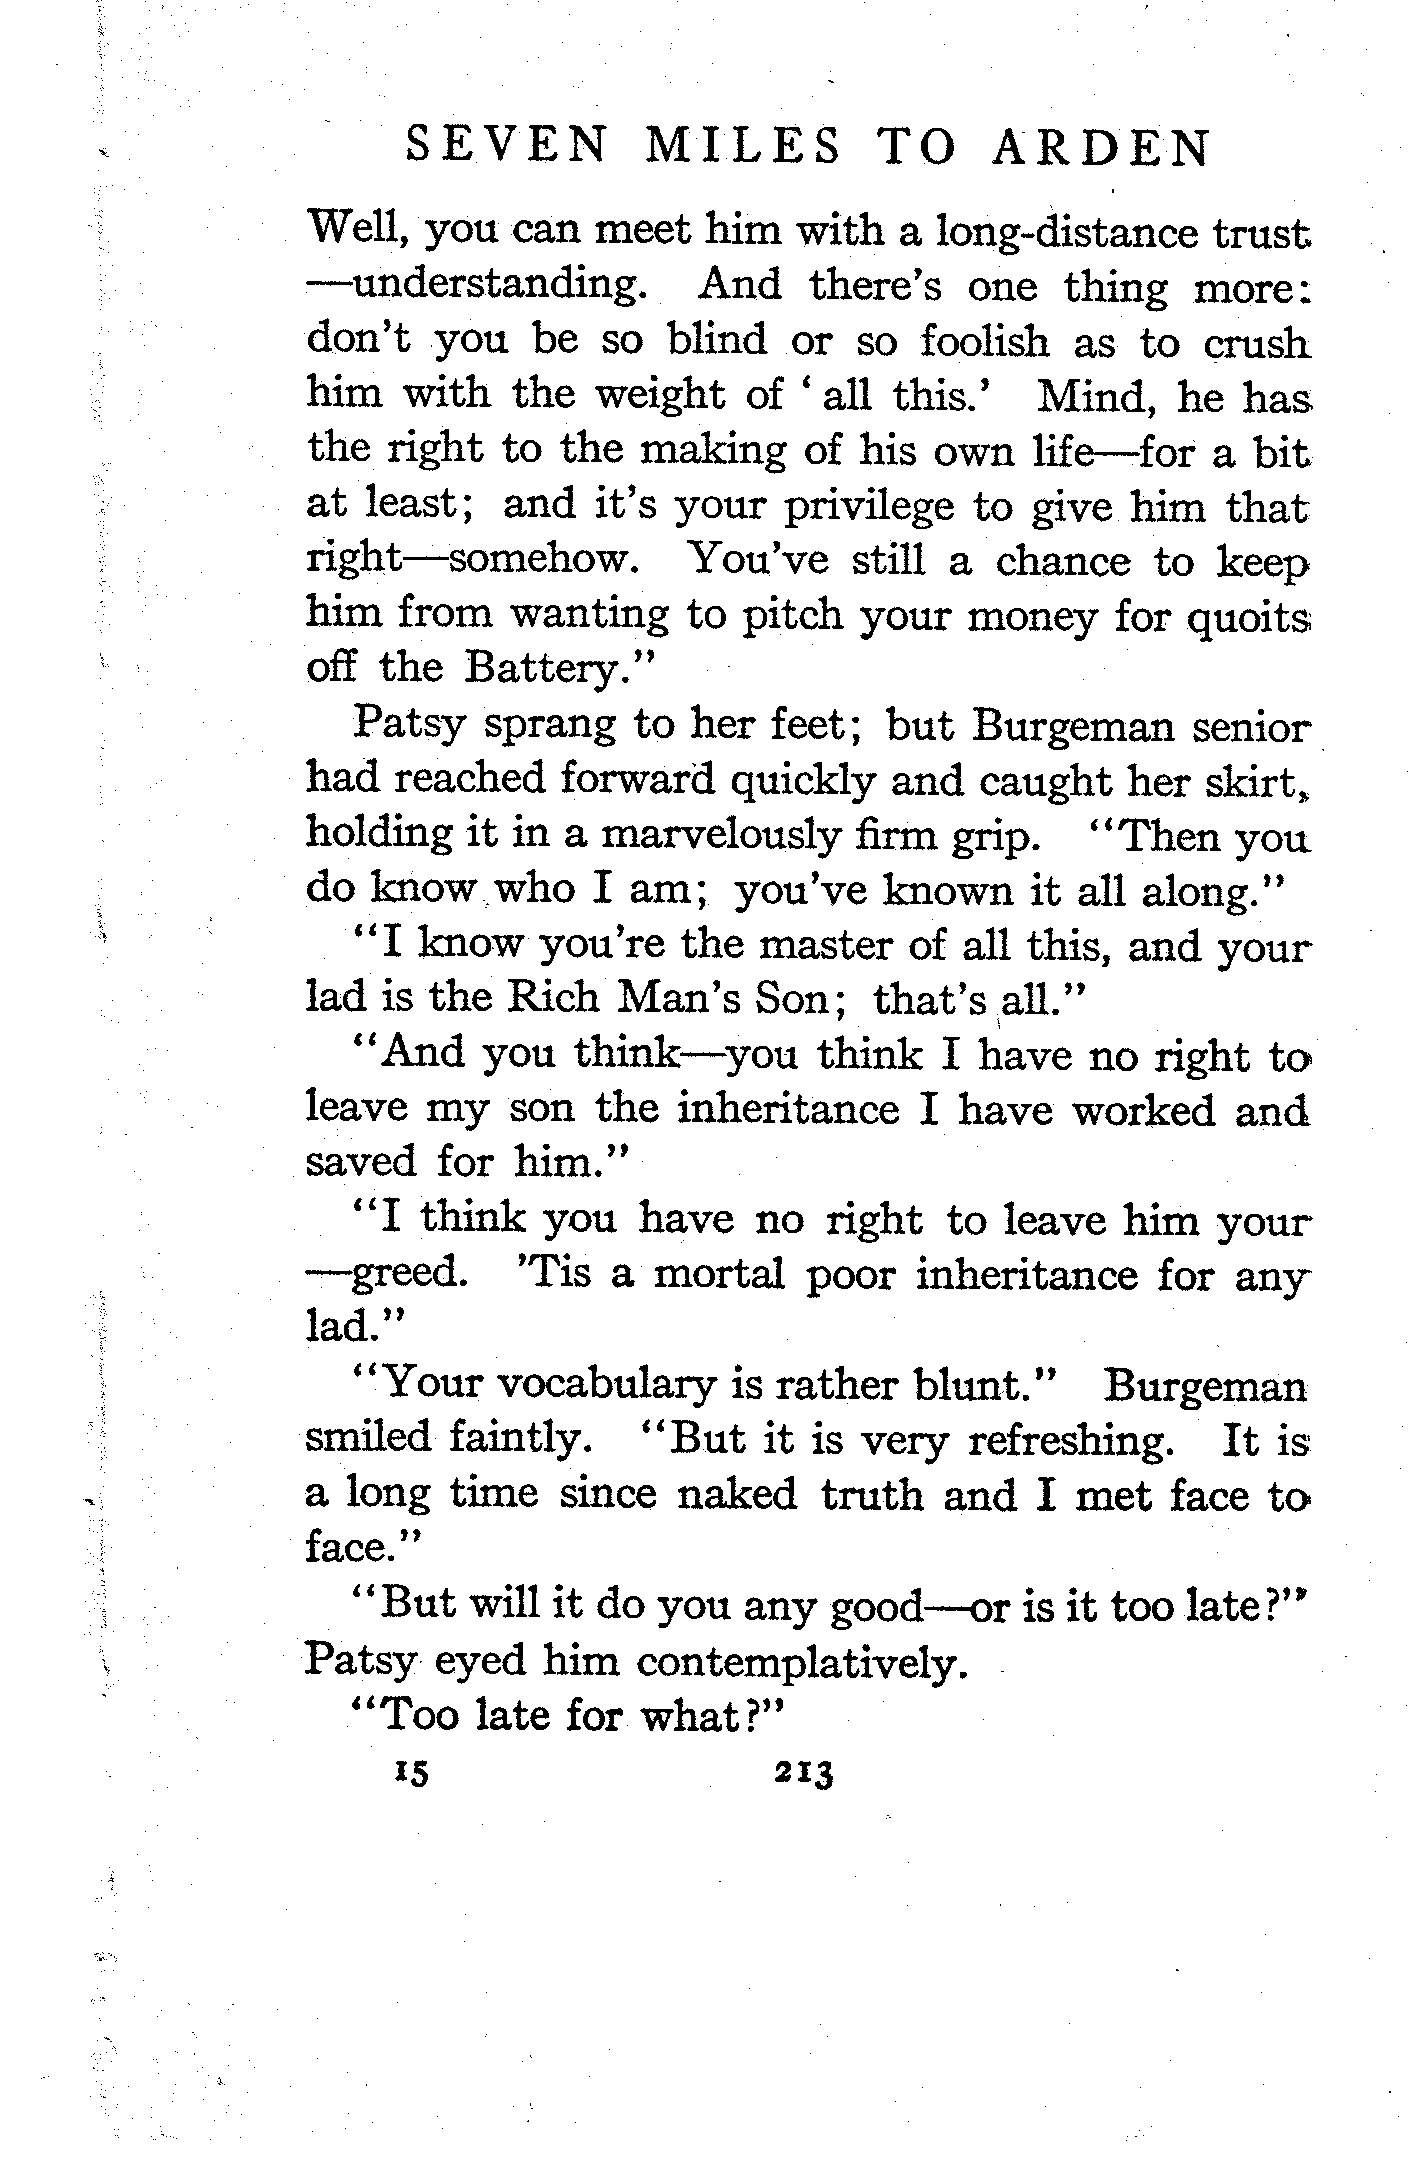 SEVEN MILES TO ARDEN
Well, you can meet him with a long-distance trust
—understanding. And there's one thing more:
don't you be so blind or so foolish as to crush
him with the weight of ‘all this.’ Mind, he has
the right to the making of his own life—for a bit
at least; and it's your privilege to give him that
right—somehow. You've still a chance to keep
him from wanting to pitch your money for quoits
off the Battery.”
Patsy sprang to her feet; but Burgeman senior
had reached forward quickly and caught her skirt,
holding it in a marvelously firm grip. “Then you
do know who I am; you've known it all along.”
“I know you're the master of all this, and your
lad is the Rich Man's Son; that's all.”
“And you think—you think I have no right to
leave my son the inheritance I have worked and
saved for him.”
“I think you have no right to leave him your
—greed. ’Tis a mortal poor inheritance for any
lad.”
“Your vocabulary is rather blunt.” Burgeman
smiled faintly. “But it is very refreshing. It is
a long time since naked truth and I met face to
face.”
“But will it do you any good—or is it too late?”
Patsy eyed him contemplatively.
“Too late for what?”
15 213